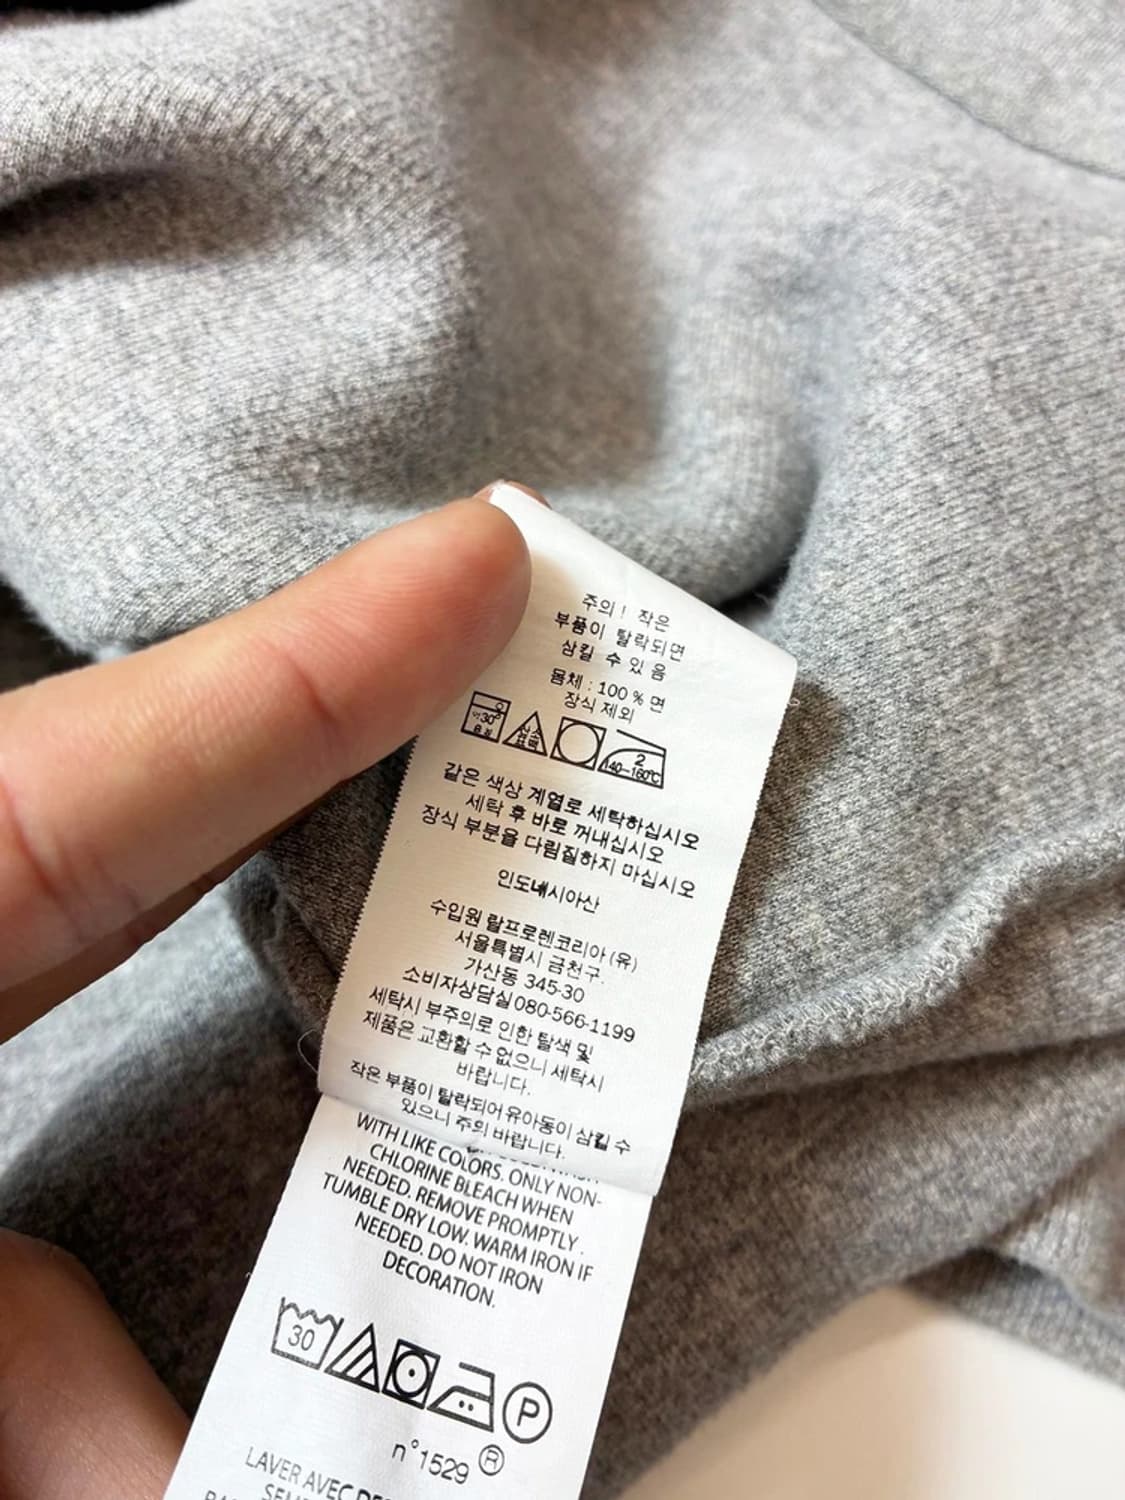 주의! 작은
부품이 탈락되면
삼킬 수 있음
몸체 : 100 % 면
장식 제외
30°
산소
표백
2
140-160℃
같은 색상 계열로 세탁하십시오
세탁 후 바로 꺼내십시오
장식 부분을 다림질하지 마십시오
인도네시아산
수입원 랄프로렌코리아 (유)
서울특별시 금천구.
가산동 345-30
소비자상담실 080-566-1199
세탁시 부주의로 인한 탈색 및
제품은 교환할 수 없으니 세탁시
바랍니다.
작은 부품이 탈락되어 유아동이 삼킬 수
있으니 주의 바랍니다.
WITH LIKE COLORS. ONLY NON-
CHLORINE BLEACH WHEN
NEEDED. REMOVE PROMPTLY.
TUMBLE DRY LOW. WARM IRON IF
NEEDED. DO NOT IRON
DECORATION.
30
P
n°1529 ®
LAVER AVEC